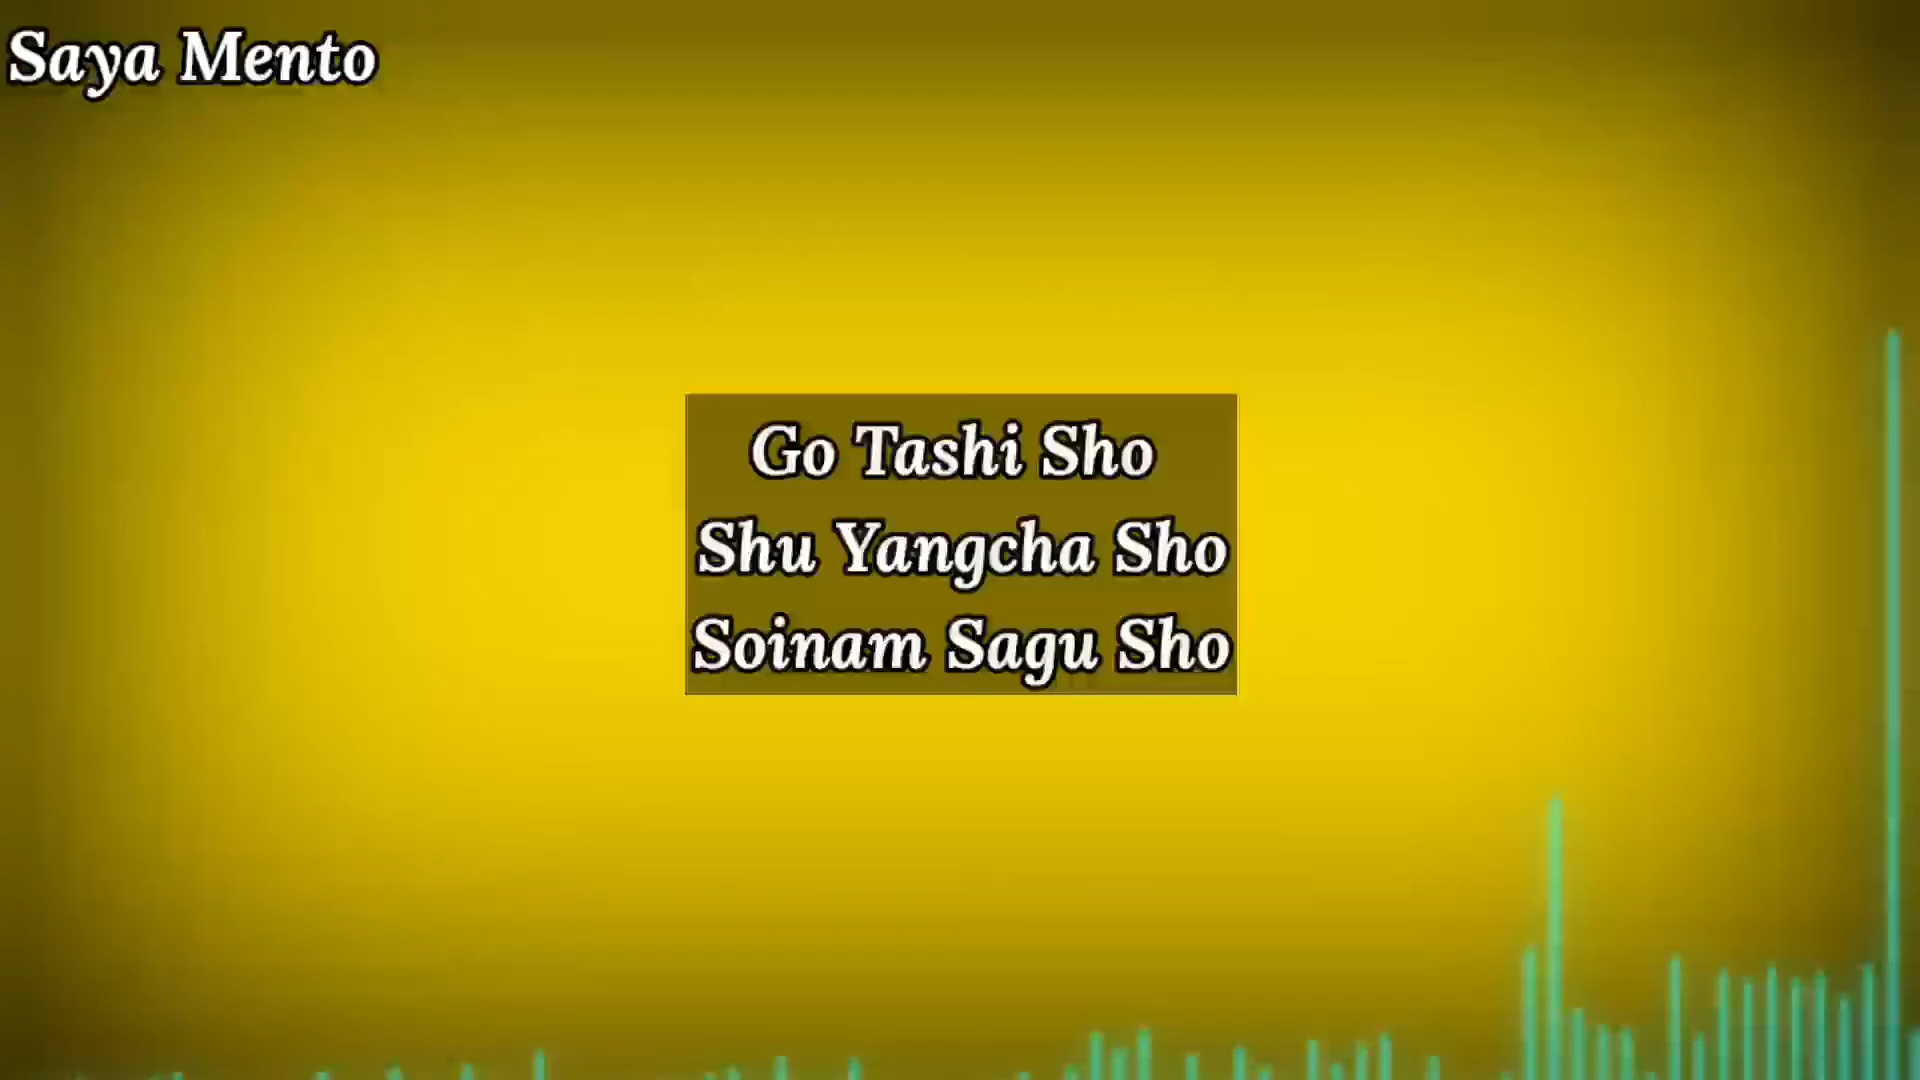 Saya Mento
Go Tashi Sho
Shu Yangcha Sho
Soinam Sagu Sho